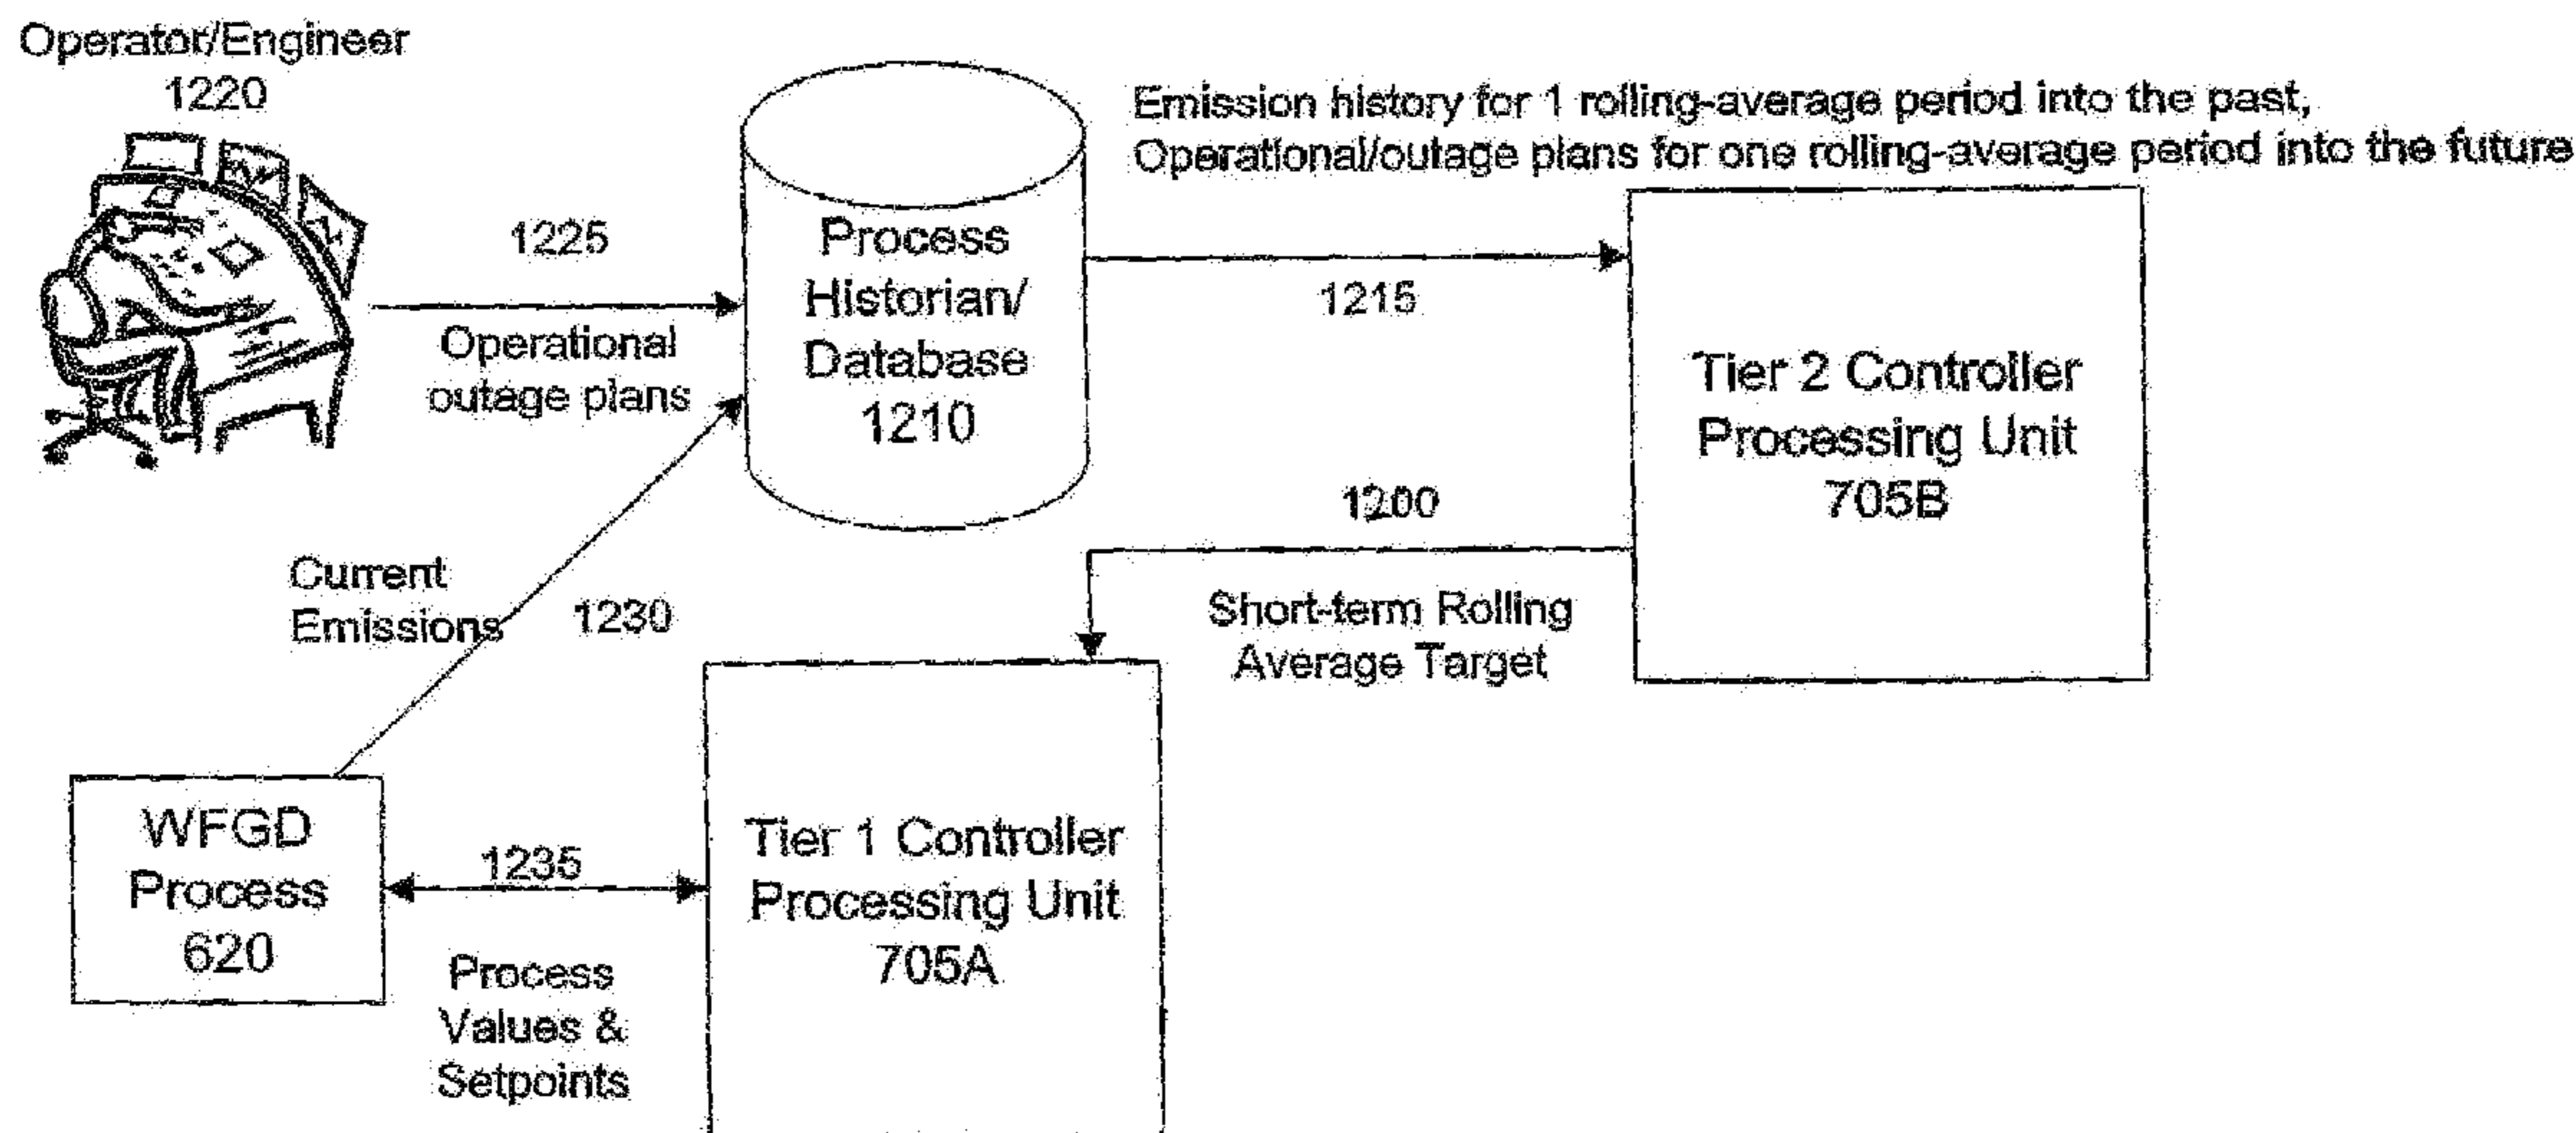 Operator/Engineer
1220
Emission history for 1 rolling-average period into the past,
Operational/outage plans for one rolling-average period into the future
1225
Operational
outage plans
Process
Historian/
Database
1210
1215
Tier 2 Controller
Processing Unit
705B
1200
Short-term Rolling
Average Target
Current
Emissions
1230
WFGD
Process
620
1235
Process
Values &
Setpoints
Tier 1 Controller
Processing Unit
705A